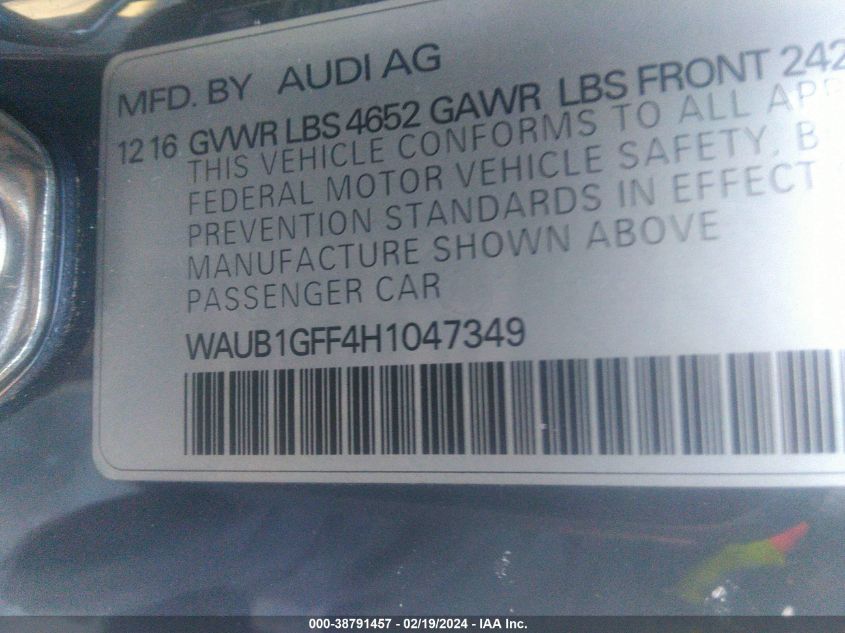 MFD. BY AUDI AG
12 16 GVWR LBS 4652 GAWR LBS FRONT 242
THIS VEHICLE CONFORMS TO ALL APP
FEDERAL MOTOR VEHICLE SAFETY, B
PREVENTION STANDARDS IN EFFECT
MANUFACTURE SHOWN ABOVE
PASSENGER CAR
WAUB1GFF4H1047349
000-38791457 - 02/19/2024 - IAA Inc.